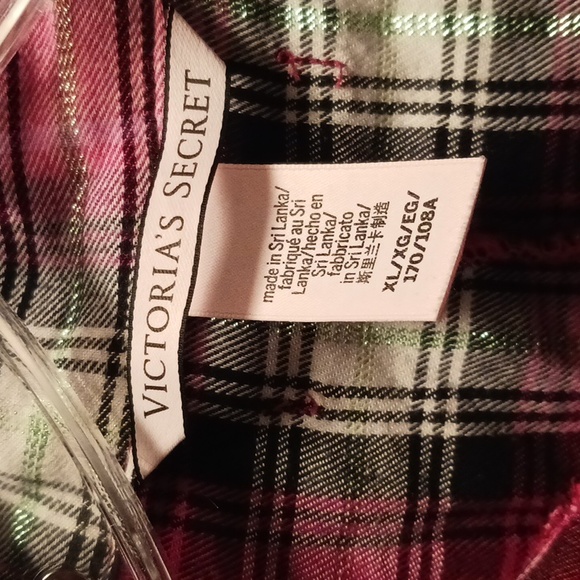 VICTORIA'S SECRET
made in Sri Lanka/
fabriqué au Sri
Lanka/hecho en
Sri Lanka/
fabbricato
in Sri Lanka/
斯里兰卡制造
XL/XG/EG/
170/108A